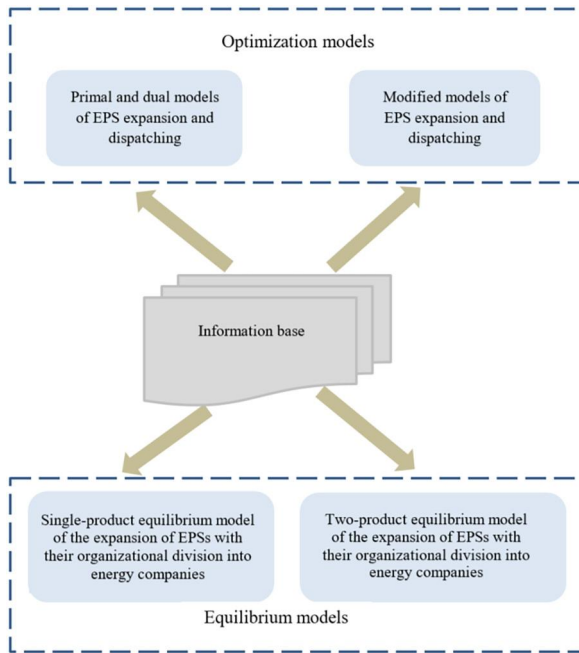 Optimization models
Primal and dual models
of EPS expansion and
dispatching
Modified models of
EPS expansion and
dispatching
Information base
Single-product equilibrium model
of the expansion of EPSs with
their organizational division into
energy companies
Two-product equilibrium model
of the expansion of EPSs with
their organizational division into
energy companies
Equilibrium models